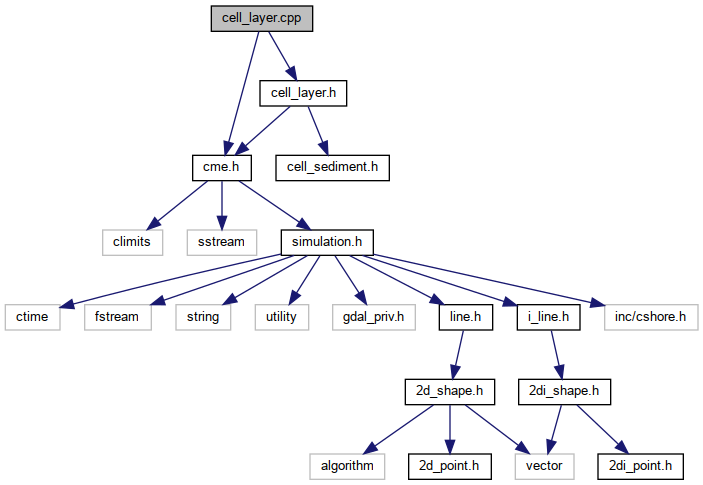 cell_layer.cpp
cell_layer.h
cme.h
cell_sediment.h
climits
sstream
simulation.h
ctime
fstream
string
utility
gdal_priv.h
line.h
i_line.h
inc/cshore.h
2d_shape.h
2di_shape.h
algorithm
2d_point.h
vector
2di_point.h